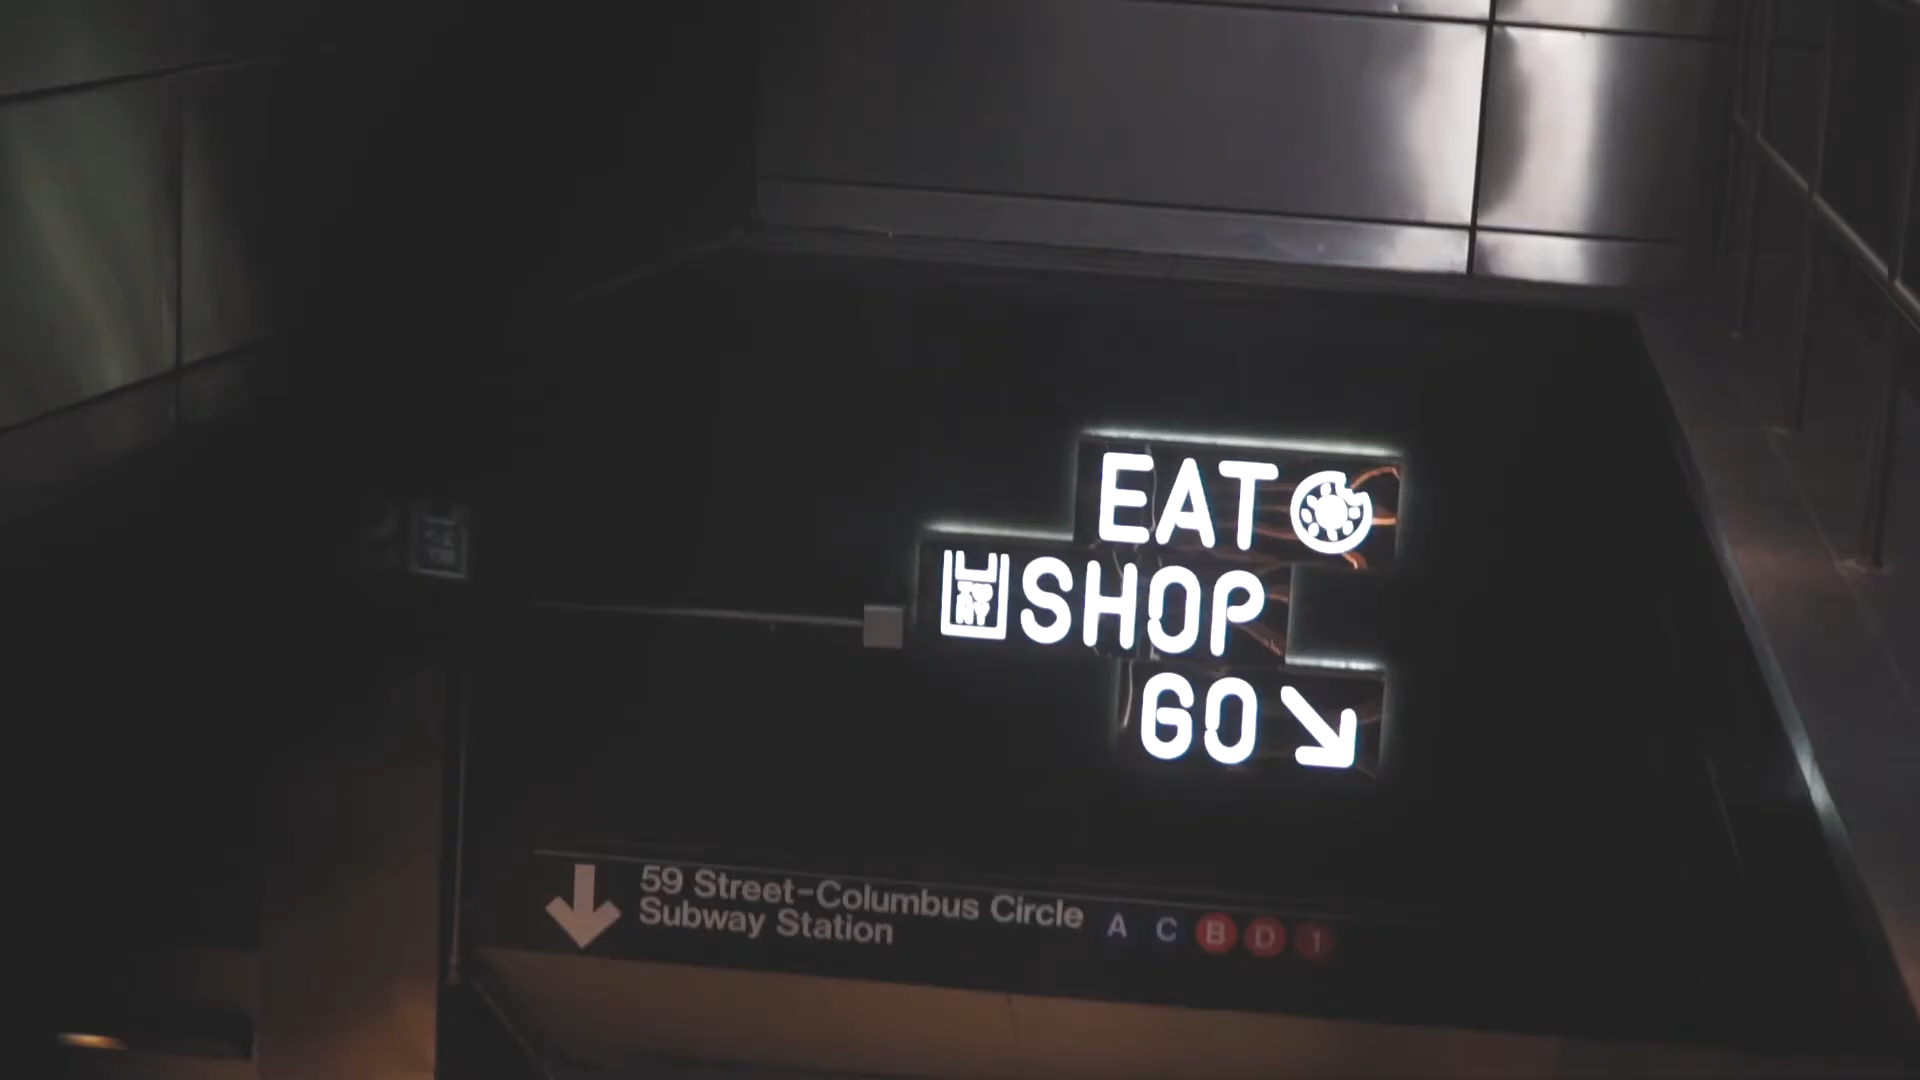 EAT
SHOP
GO
59 Street-Columbus Circle A C B D 1
Subway Station